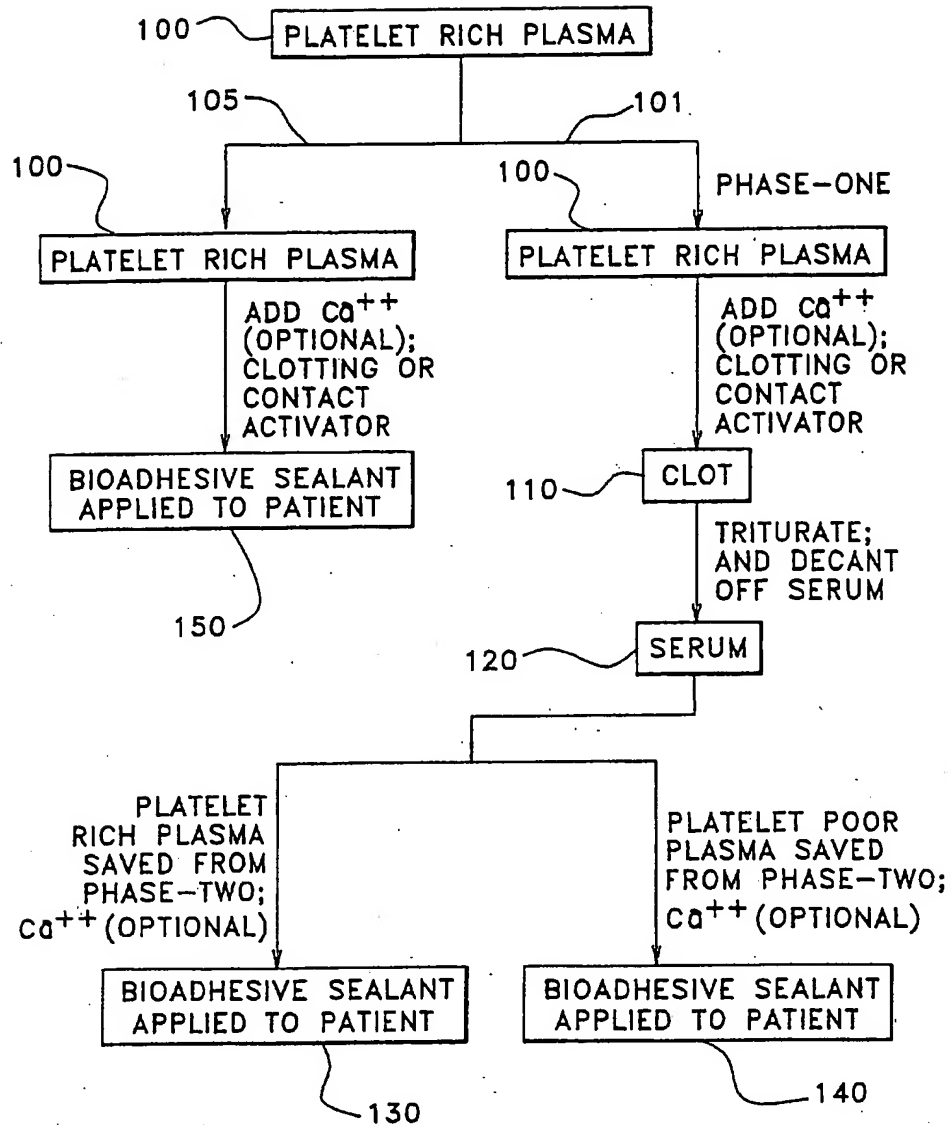 100
PLATELET RICH PLASMA
105
101
100
100
PHASE-ONE
PLATELET RICH PLASMA
PLATELET RICH PLASMA
ADD Ca++
(OPTIONAL);
CLOTTING OR
CONTACT
ACTIVATOR
ADD Ca++
(OPTIONAL);
CLOTTING OR
CONTACT
ACTIVATOR
BIOADHESIVE SEALANT
APPLIED TO PATIENT
150
110
CLOT
TRITURATE;
AND DECANT
OFF SERUM
120
SERUM
PLATELET
RICH PLASMA
SAVED FROM
PHASE-TWO;
Ca++ (OPTIONAL)
PLATELET POOR
PLASMA SAVED
FROM PHASE-TWO;
Ca++ (OPTIONAL)
BIOADHESIVE SEALANT
APPLIED TO PATIENT
BIOADHESIVE SEALANT
APPLIED TO PATIENT
130
140